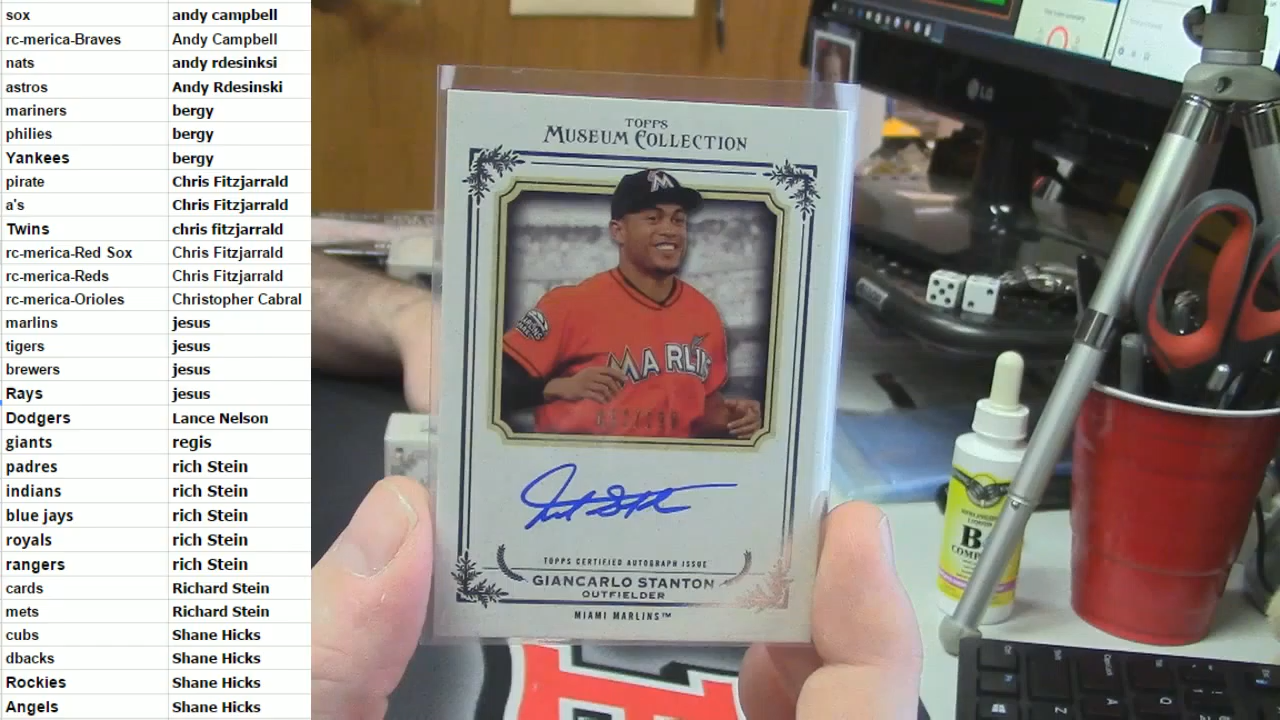 sox andy campbell
rc-merica-Braves Andy Campbell
nats andy rdesinksi
astros Andy Rdesinski
mariners bergy
philies bergy
Yankees bergy
pirate Chris Fitzjarrald
a's Chris Fitzjarrald
Twins chris fitzjarrald
rc-merica-Red Sox Chris Fitzjarrald
rc-merica-Reds Chris Fitzjarrald
rc-merica-Orioles Christopher Cabral
marlins jesus
tigers jesus
brewers jesus
Rays jesus
Dodgers Lance Nelson
giants regis
padres rich Stein
indians rich Stein
blue jays rich Stein
royals rich Stein
rangers rich Stein
cards Richard Stein
mets Richard Stein
cubs Shane Hicks
dbacks Shane Hicks
Rockies Shane Hicks
Angels Shane Hicks
TOPPS
MUSEUM COLLECTION
M
MARLI
TOPPS CERTIFIED AUTOGRAPH ISSUE
GIANCARLO STANTON
OUTFIELDER
MIAMI MARLINS™
LG
B
COMP